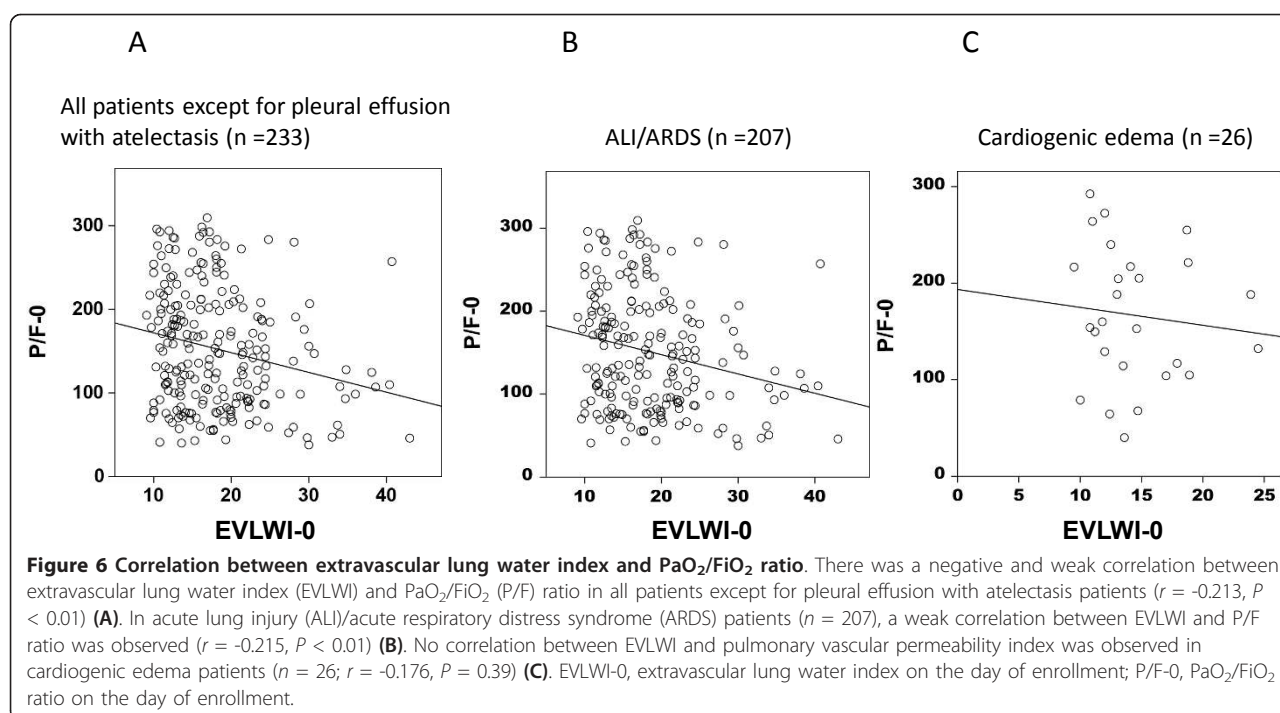 A B C
All patients except for pleural effusion
with atelectasis (n =233)
ALI/ARDS (n =207)
Cardiogenic edema (n =26)
P/F-0
300
200
100
0
10 20 30 40
EVLWI-0
P/F-0
300
200
100
0
10 20 30 40
EVLWI-0
P/F-0
300
200
100
0
0 5 10 15 20 25
EVLWI-0
Figure 6 Correlation between extravascular lung water index and PaO₂/FiO₂ ratio. There was a negative and weak correlation between
extravascular lung water index (EVLWI) and PaO₂/FiO₂ (P/F) ratio in all patients except for pleural effusion with atelectasis patients (r = -0.213, P
< 0.01) (A). In acute lung injury (ALI)/acute respiratory distress syndrome (ARDS) patients (n = 207), a weak correlation between EVLWI and P/F
ratio was observed (r = -0.215, P < 0.01) (B). No correlation between EVLWI and pulmonary vascular permeability index was observed in
cardiogenic edema patients (n = 26; r = -0.176, P = 0.39) (C). EVLWI-0, extravascular lung water index on the day of enrollment; P/F-0, PaO₂/FiO₂
ratio on the day of enrollment.